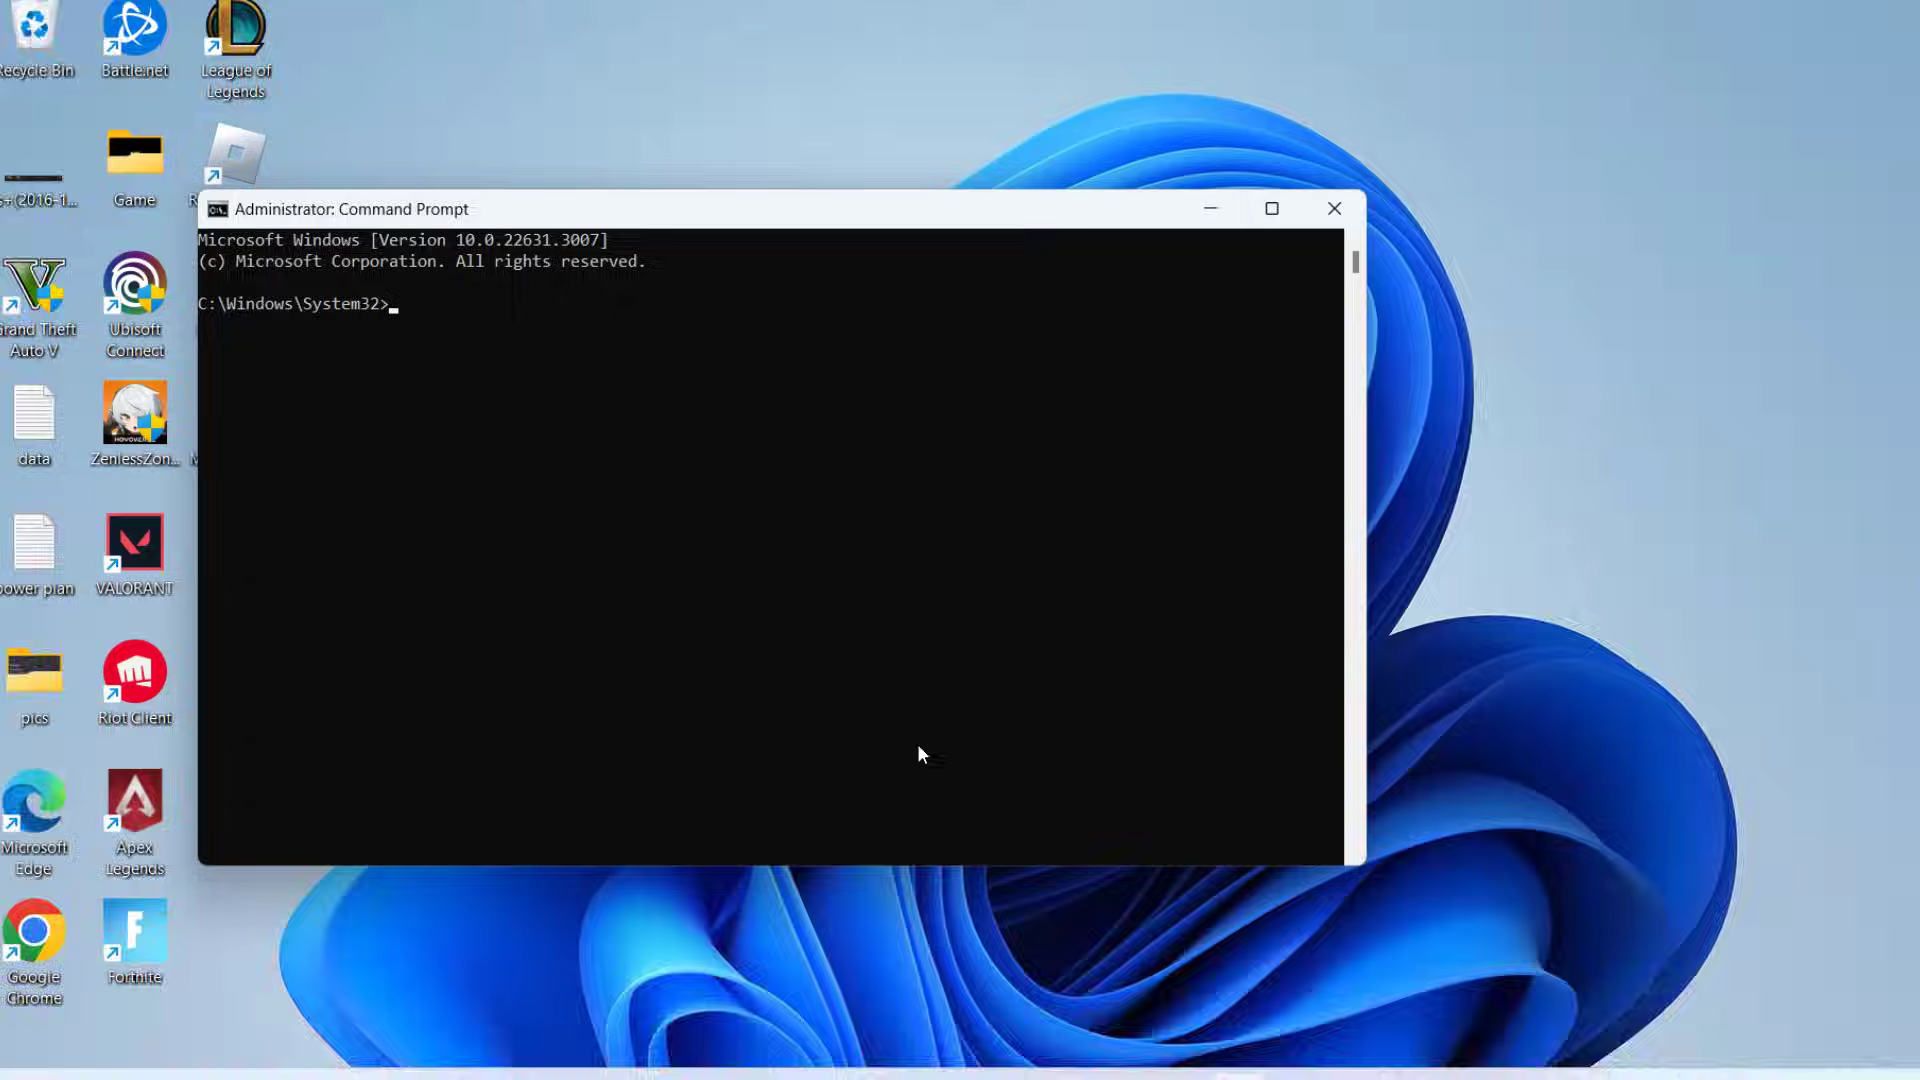 Recycle Bin
Battle.net
League of
Legends
Game
Administrator: Command Prompt
Microsoft Windows [Version 10.0.22631.3007]
(c) Microsoft Corporation. All rights reserved.
C:\Windows\System32>
Grand Theft
Auto V
Ubisoft
Connect
data
ZenlessZon...
HOYOVERSE
power plan
VALORANT
pics
Riot Client
Microsoft
Edge
Apex
Legends
Google
Chrome
Fortnite